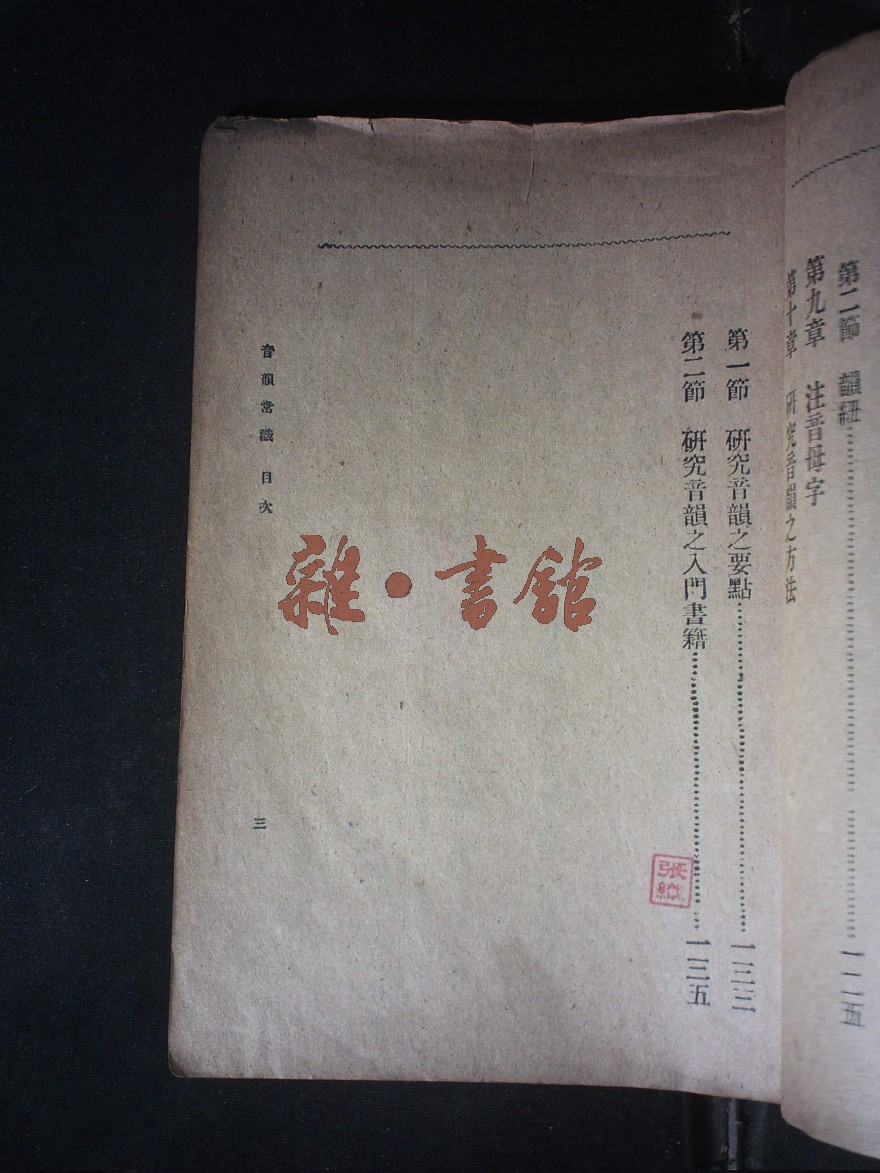 第二節 韻紐……………………一一五
第九章 注音母字
第十章 研究音韻之方法
第一節 研究音韻之要點……………………一三二
第二節 研究音韻之入門書籍……………………一三五
音韻常識 目次
三
雜·書館
張